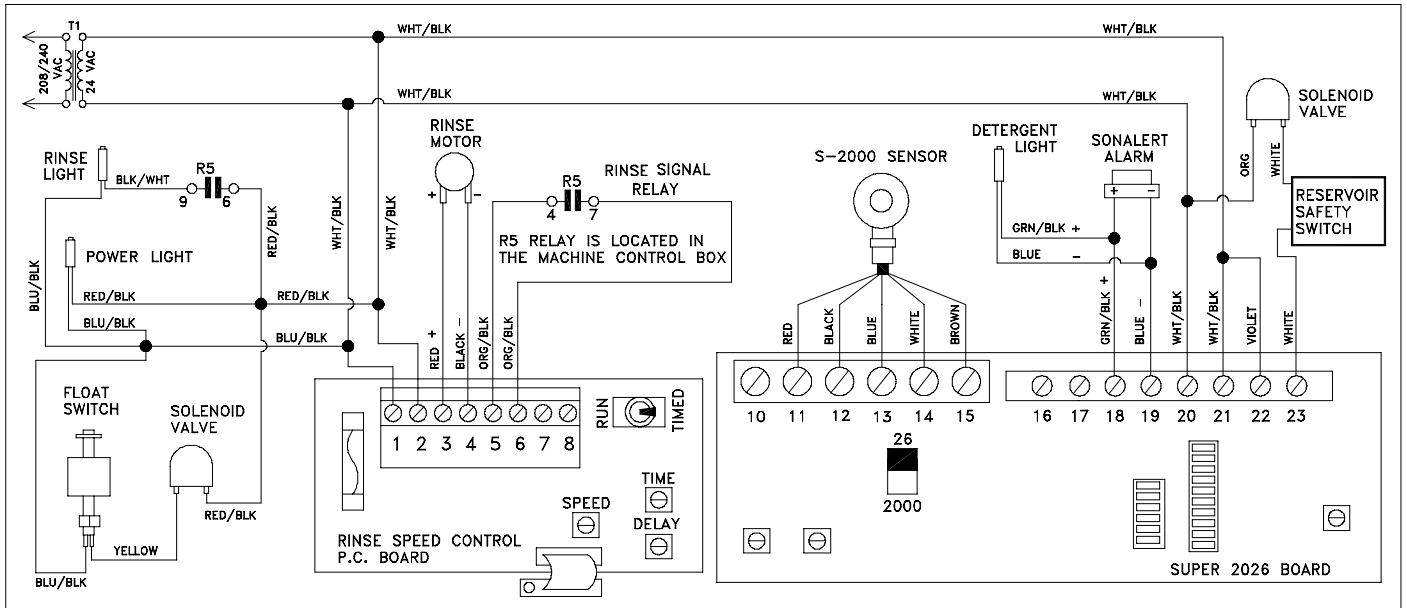 T1
208/240
VAC
24 VAC
WHT/BLK
WHT/BLK
WHT/BLK
WHT/BLK
RINSE
LIGHT
BLK/WHT
R5
9
6
RED/BLK
WHT/BLK
WHT/BLK
RINSE
MOTOR
+
-
R5
4
7
RINSE SIGNAL
RELAY
R5 RELAY IS LOCATED IN
THE MACHINE CONTROL BOX
POWER LIGHT
BLU/BLK
RED/BLK
RED/BLK
BLU/BLK
BLU/BLK
RED +
BLACK -
ORG/BLK
ORG/BLK
S-2000 SENSOR
RED
BLACK
BLUE
WHITE
BROWN
DETERGENT
LIGHT
SONALERT
ALARM
+
-
GRN/BLK +
BLUE -
GRN/BLK +
BLUE -
WHT/BLK
WHT/BLK
VIOLET
WHITE
ORG
WHITE
SOLENOID
VALVE
RESERVOIR
SAFETY
SWITCH
FLOAT
SWITCH
SOLENOID
VALVE
RED/BLK
YELLOW
BLU/BLK
1 2 3 4 5 6 7 8
RUN
TIMED
TIME
SPEED
DELAY
RINSE SPEED CONTROL
P.C. BOARD
10 11 12 13 14 15
26
2000
16 17 18 19 20 21 22 23
SUPER 2026 BOARD